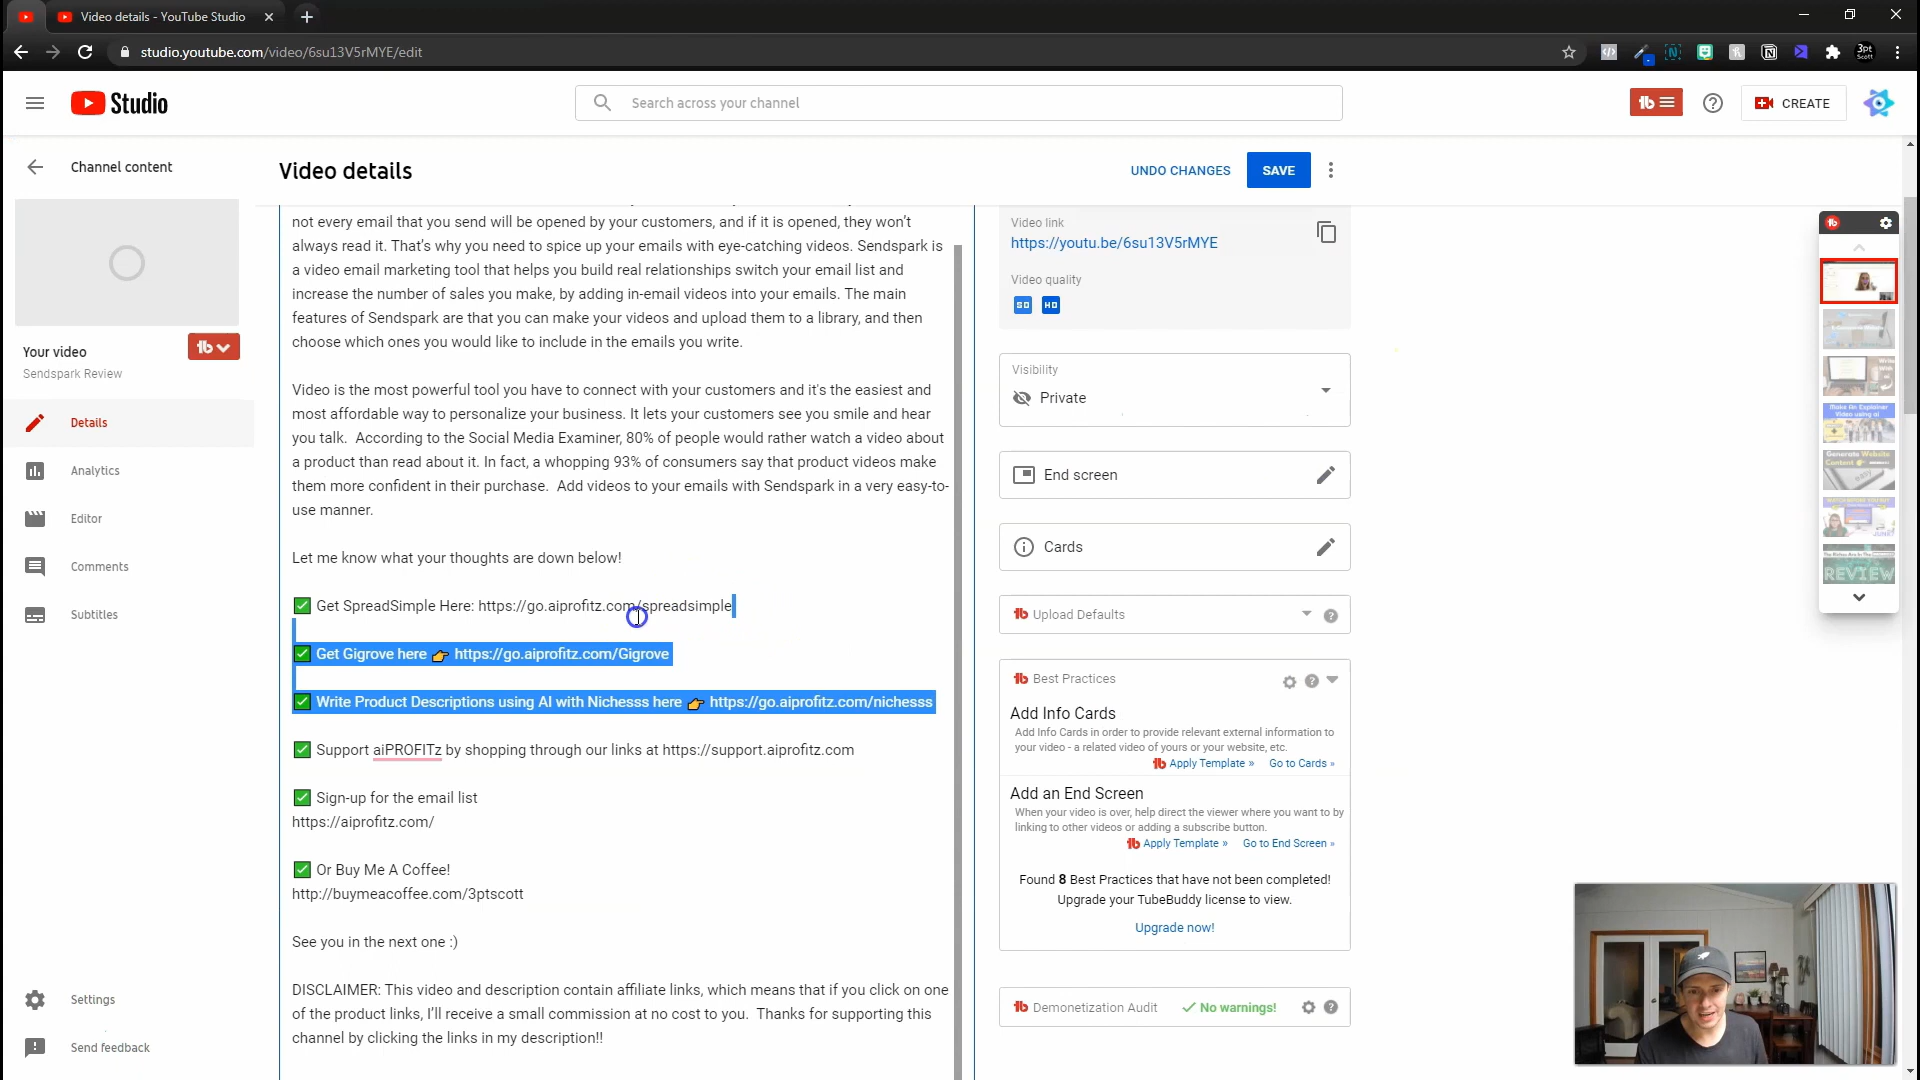 Video details - YouTube Studio
studio.youtube.com/video/6su13V5rMYE/edit
3pt
Scott
Studio
Search across your channel
CREATE
Channel content
Video details
UNDO CHANGES
SAVE
not every email that you send will be opened by your customers, and if it is opened, they won't
always read it. That's why you need to spice up your emails with eye-catching videos. Sendspark is
a video email marketing tool that helps you build real relationships switch your email list and
increase the number of sales you make, by adding in-email videos into your emails. The main
features of Sendspark are that you can make your videos and upload them to a library, and then
choose which ones you would like to include in the emails you write.
Video is the most powerful tool you have to connect with your customers and it's the easiest and
most affordable way to personalize your business. It lets your customers see you smile and hear
you talk.  According to the Social Media Examiner, 80% of people would rather watch a video about
a product than read about it. In fact, a whopping 93% of consumers say that product videos make
them more confident in their purchase.  Add videos to your emails with Sendspark in a very easy-to-
use manner.
Let me know what your thoughts are down below!
✅ Get SpreadSimple Here: https://go.aiprofitz.com/spreadsimple
✅ Get Gigrove here 👉 https://go.aiprofitz.com/Gigrove
✅ Write Product Descriptions using AI with Nichesss here 👉 https://go.aiprofitz.com/nichesss
✅ Support aiPROFITz by shopping through our links at https://support.aiprofitz.com
✅ Sign-up for the email list
https://aiprofitz.com/
✅ Or Buy Me A Coffee!
http://buymeacoffee.com/3ptscott
See you in the next one :)
DISCLAIMER: This video and description contain affiliate links, which means that if you click on one
of the product links, I'll receive a small commission at no cost to you.  Thanks for supporting this
channel by clicking the links in my description!!
Your video
Sendspark Review
Details
Analytics
Editor
Comments
Subtitles
Settings
Send feedback
Video link
https://youtu.be/6su13V5rMYE
Video quality
SD HD
Visibility
Private
End screen
Cards
Upload Defaults
Best Practices
Add Info Cards
Add Info Cards in order to provide relevant external information to
your video - a related video of yours or your website, etc.
Apply Template » Go to Cards »
Add an End Screen
When your video is over, help direct the viewer where you want to by
linking to other videos or adding a subscribe button.
Apply Template » Go to End Screen »
Found 8 Best Practices that have not been completed!
Upgrade your TubeBuddy license to view.
Upgrade now!
Demonetization Audit No warnings!
Make An Explainer
Video using ai
Generate Website
Content
REVIEW